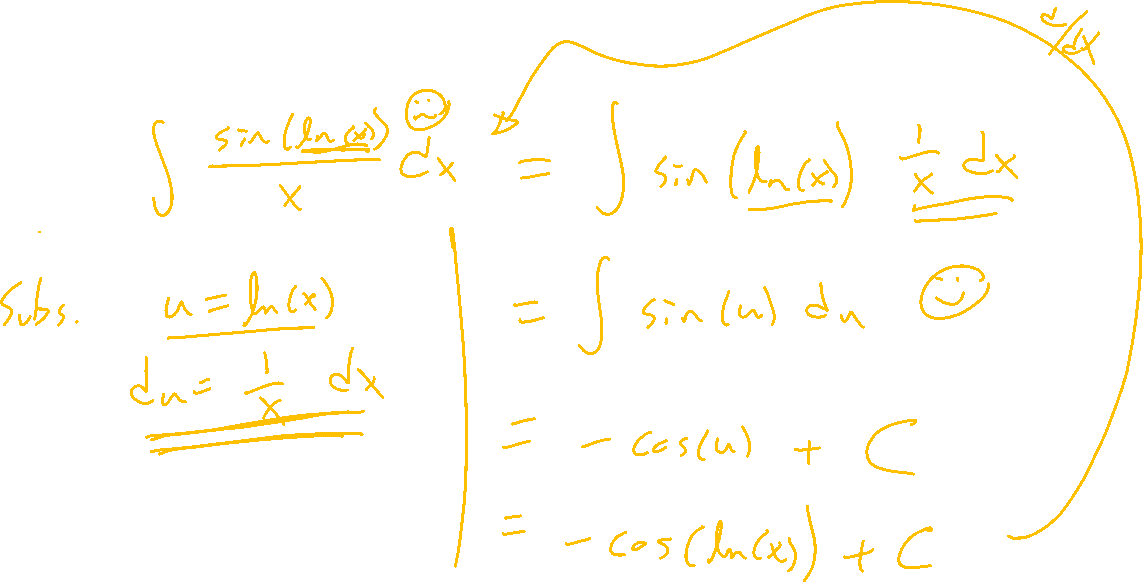 d/dx
∫ sin(ln(x))/x dx = ∫ sin(ln(x)) 1/x dx
Subs. u = ln(x)
du = 1/x dx
= ∫ sin(u) du
= -cos(u) + C
= -cos(ln(x)) + C